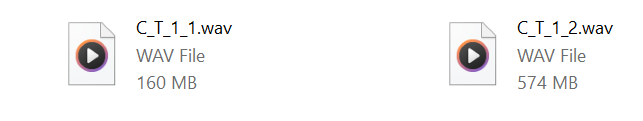 C_T_1_1.wav
WAV File
160 MB
C_T_1_2.wav
WAV File
574 MB